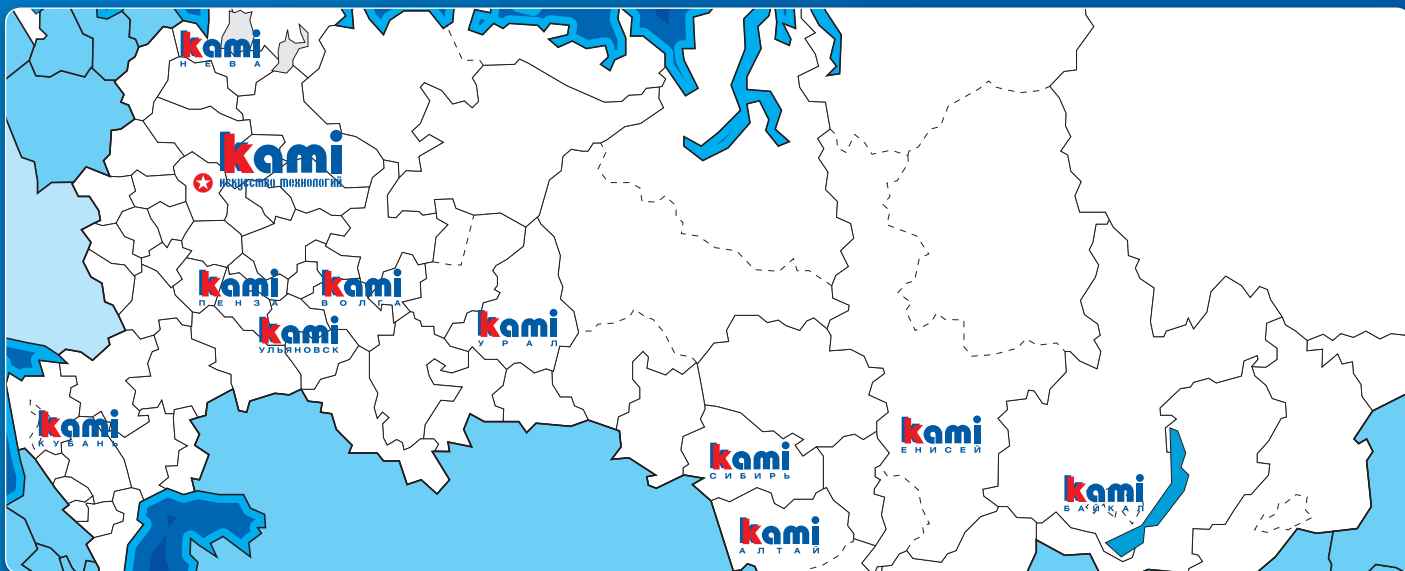 kami
НЕВА
kami
искусство технологий
kami
ПЕНЗА
kami
ВОЛГА
kami
УЛЬЯНОВСК
kami
УРАЛ
kami
КУБАНЬ
kami
ЕНИСЕЙ
kami
СИБИРЬ
kami
БАЙКАЛ
kami
АЛТАЙ